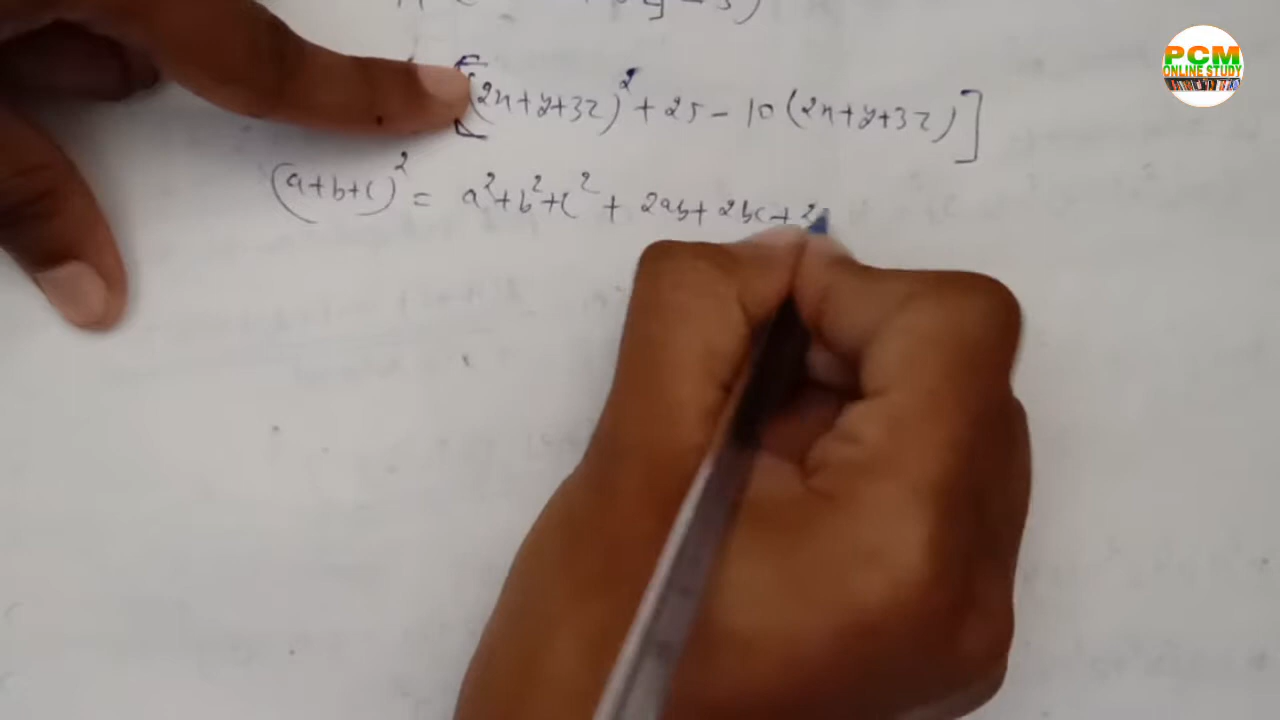 PCM
ONLINE STUDY
(2x+y+3z)² + 25 - 10 (2x+y+3z)]
(a+b+c)² = a²+b²+c² + 2ab+ 2bc+ 2